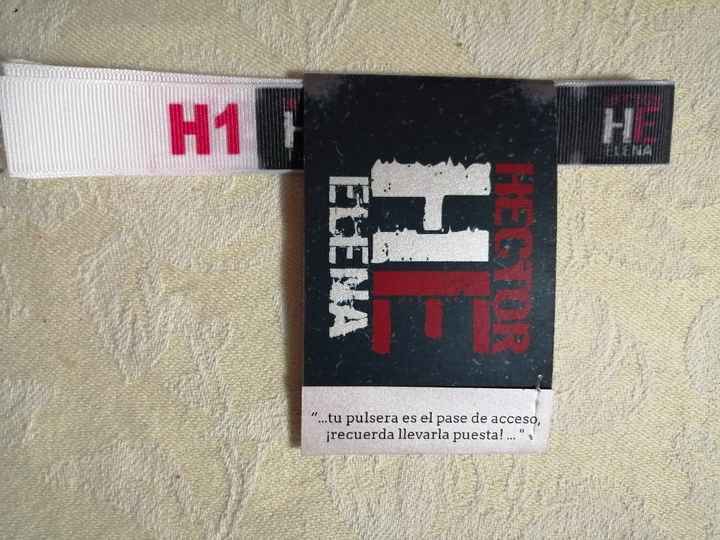 H1
H
HE
ELENA
HECTOR
HE
ELENA
"...tu pulsera es el pase de acceso,
¡recuerda llevarla puesta! ... "